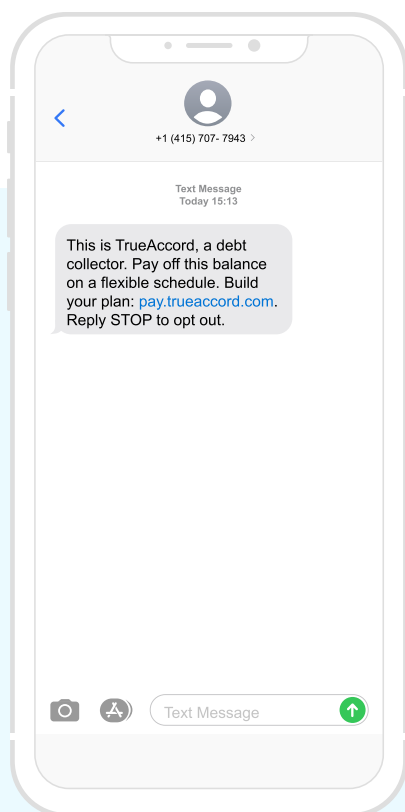 +1 (415) 707- 7943
Text Message
Today 15:13
This is TrueAccord, a debt
collector. Pay off this balance
on a flexible schedule. Build
your plan: pay.trueaccord.com.
Reply STOP to opt out.
Text Message